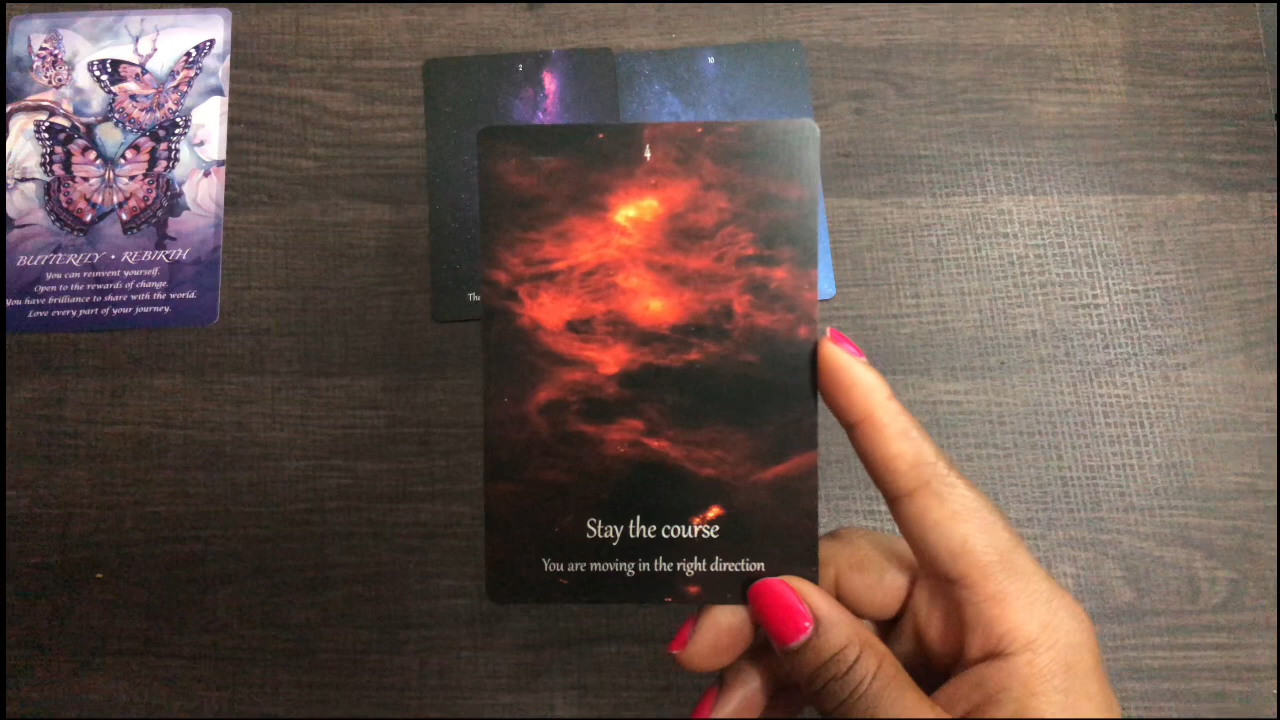 BUTTERFLY • REBIRTH
You can reinvent yourself.
Open to the rewards of change.
You have brilliance to share with the world.
Love every part of your journey.
2
10
The
4
Stay the course
You are moving in the right direction